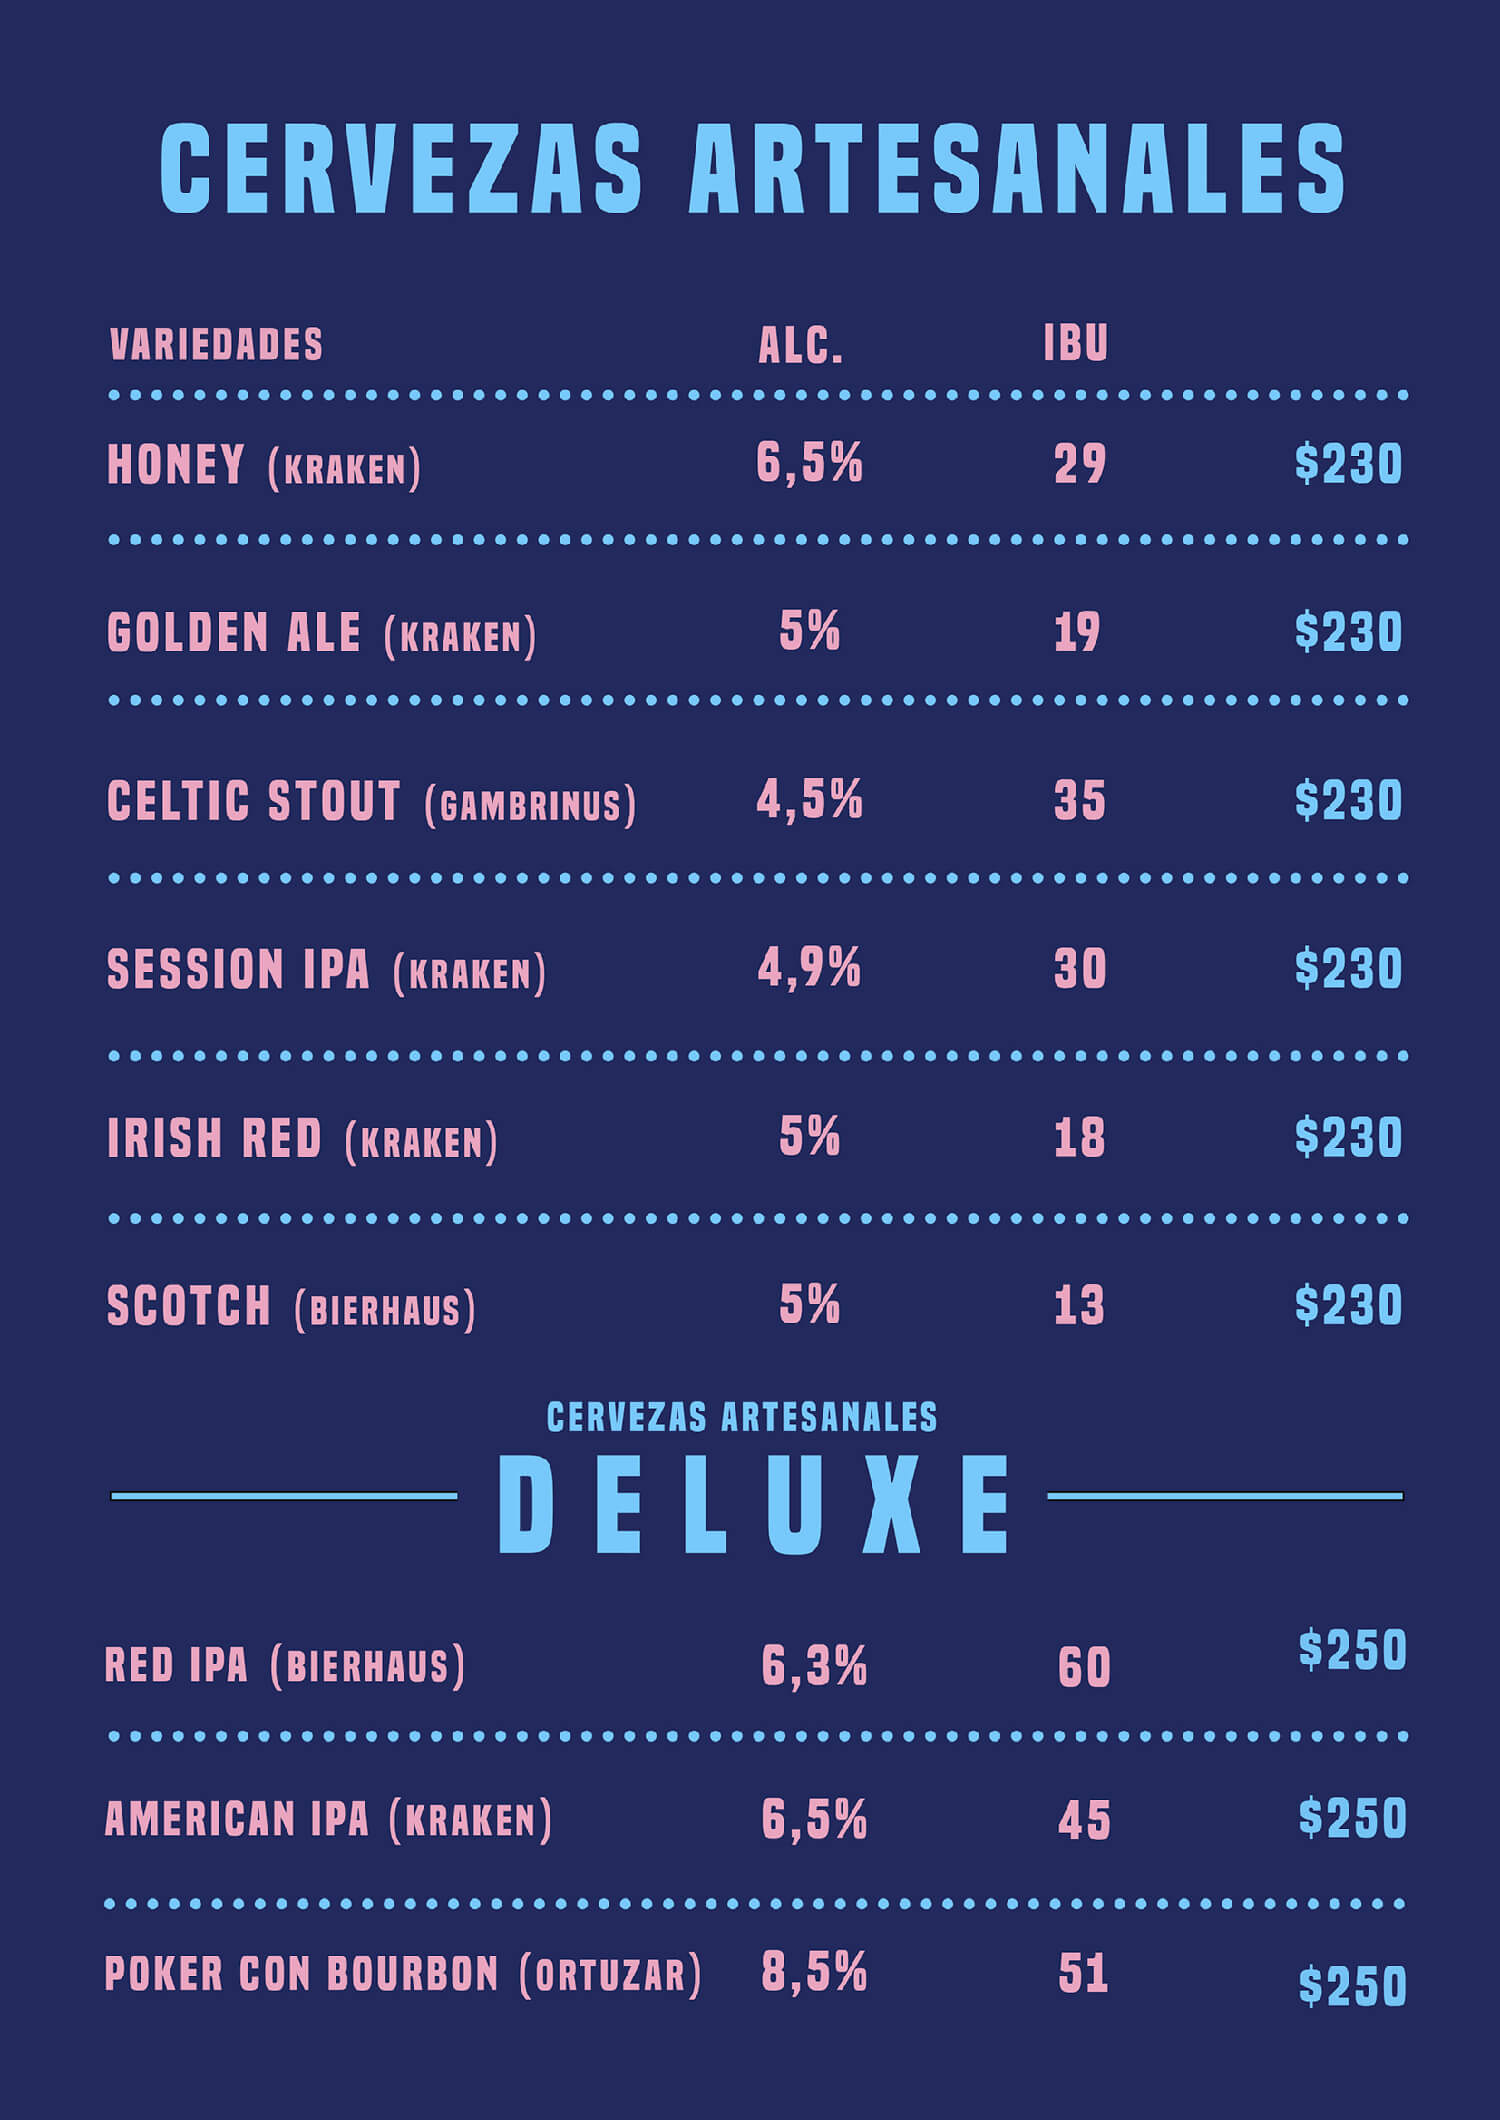 CERVEZAS ARTESANALES
VARIEDADES ALC. IBU
HONEY (KRAKEN) 6,5% 29 $230
GOLDEN ALE (KRAKEN) 5% 19 $230
CELTIC STOUT (GAMBRINUS) 4,5% 35 $230
SESSION IPA (KRAKEN) 4,9% 30 $230
IRISH RED (KRAKEN) 5% 18 $230
SCOTCH (BIERHAUS) 5% 13 $230
CERVEZAS ARTESANALES
DELUXE
RED IPA (BIERHAUS) 6,3% 60 $250
AMERICAN IPA (KRAKEN) 6,5% 45 $250
POKER CON BOURBON (ORTUZAR) 8,5% 51 $250